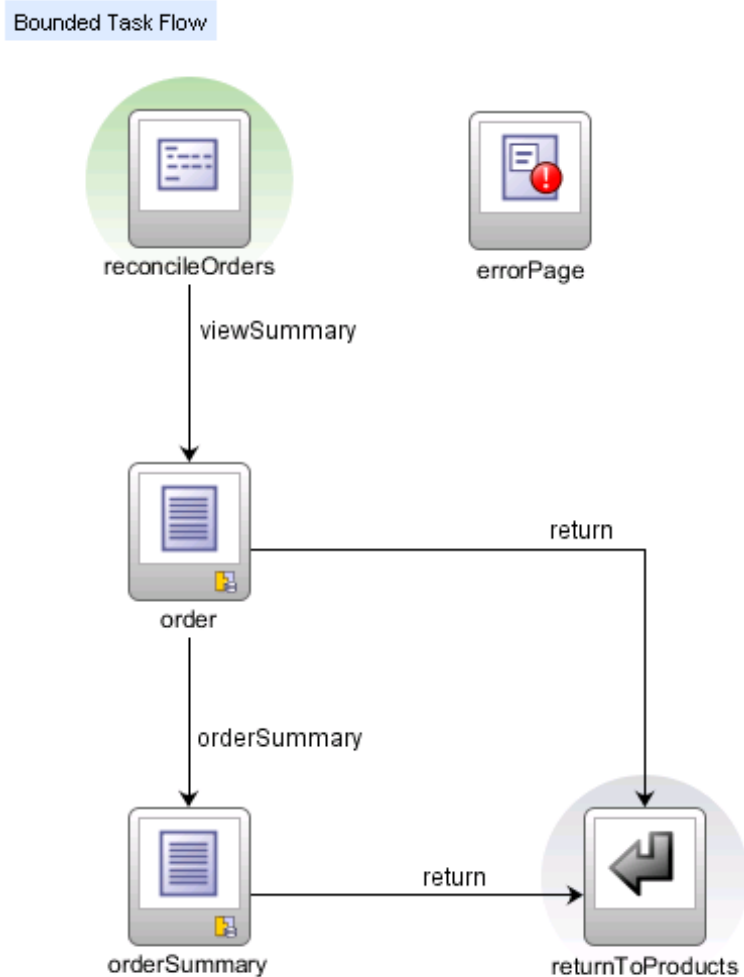 Bounded Task Flow
reconcileOrders
errorPage
viewSummary
return
order
orderSummary
return
orderSummary
returnToProducts